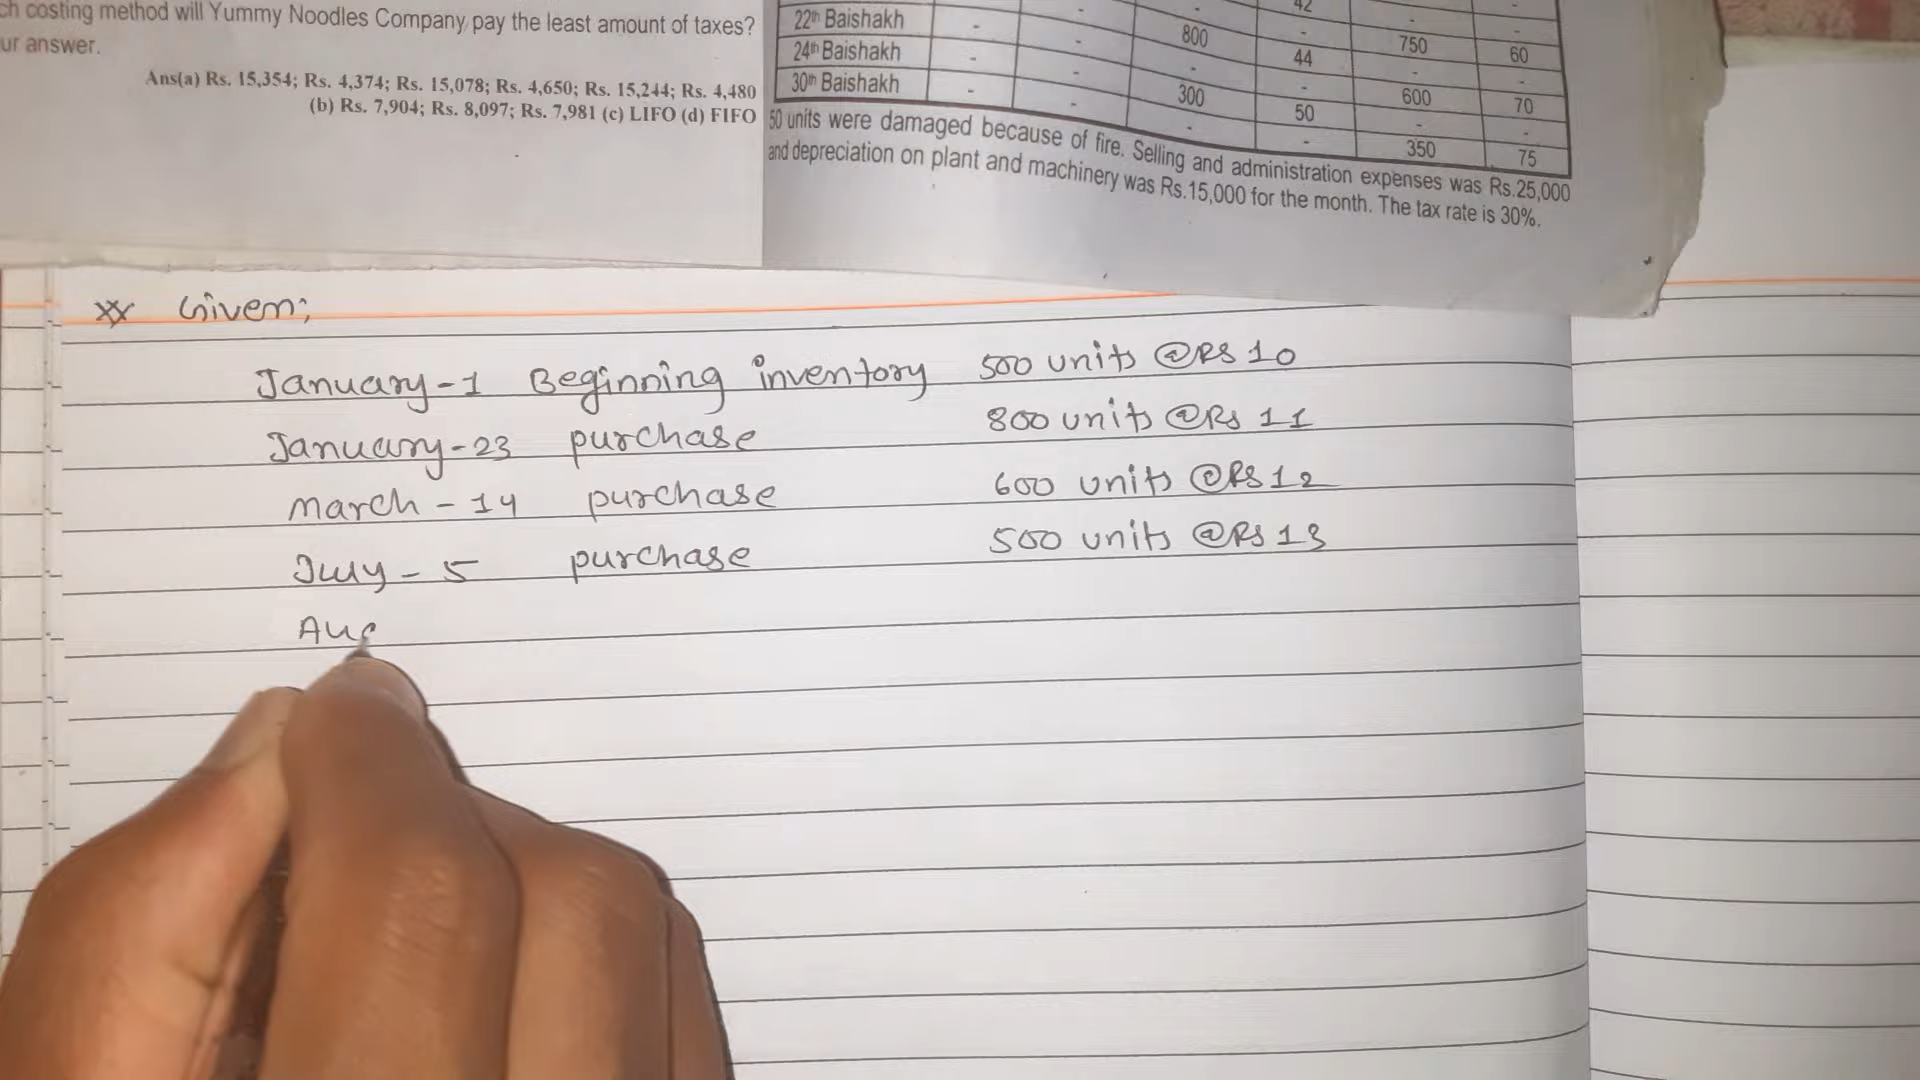 costing method will Yummy Noodles Company pay the least amount of taxes?
answer.
Ans(a) Rs. 15,354; Rs. 4,374; Rs. 15,078; Rs. 4,650; Rs. 15,244; Rs. 4,480
(b) Rs. 7,904; Rs. 8,097; Rs. 7,981 (c) LIFO (d) FIFO
42 - -
22th Baishakh - - 800 - 750 60
24th Baishakh - - - 44 - -
30th Baishakh - - 300 - 600 70
50 - -
- - 350 75
50 units were damaged because of fire. Selling and administration expenses was Rs.25,000
and depreciation on plant and machinery was Rs.15,000 for the month. The tax rate is 30%.
Given;
January-1 Beginning inventory 500 units @Rs 10
January-23 purchase 800 units @Rs 11
march - 14 purchase 600 units @Rs 12
July - 5 purchase 500 units @Rs 13